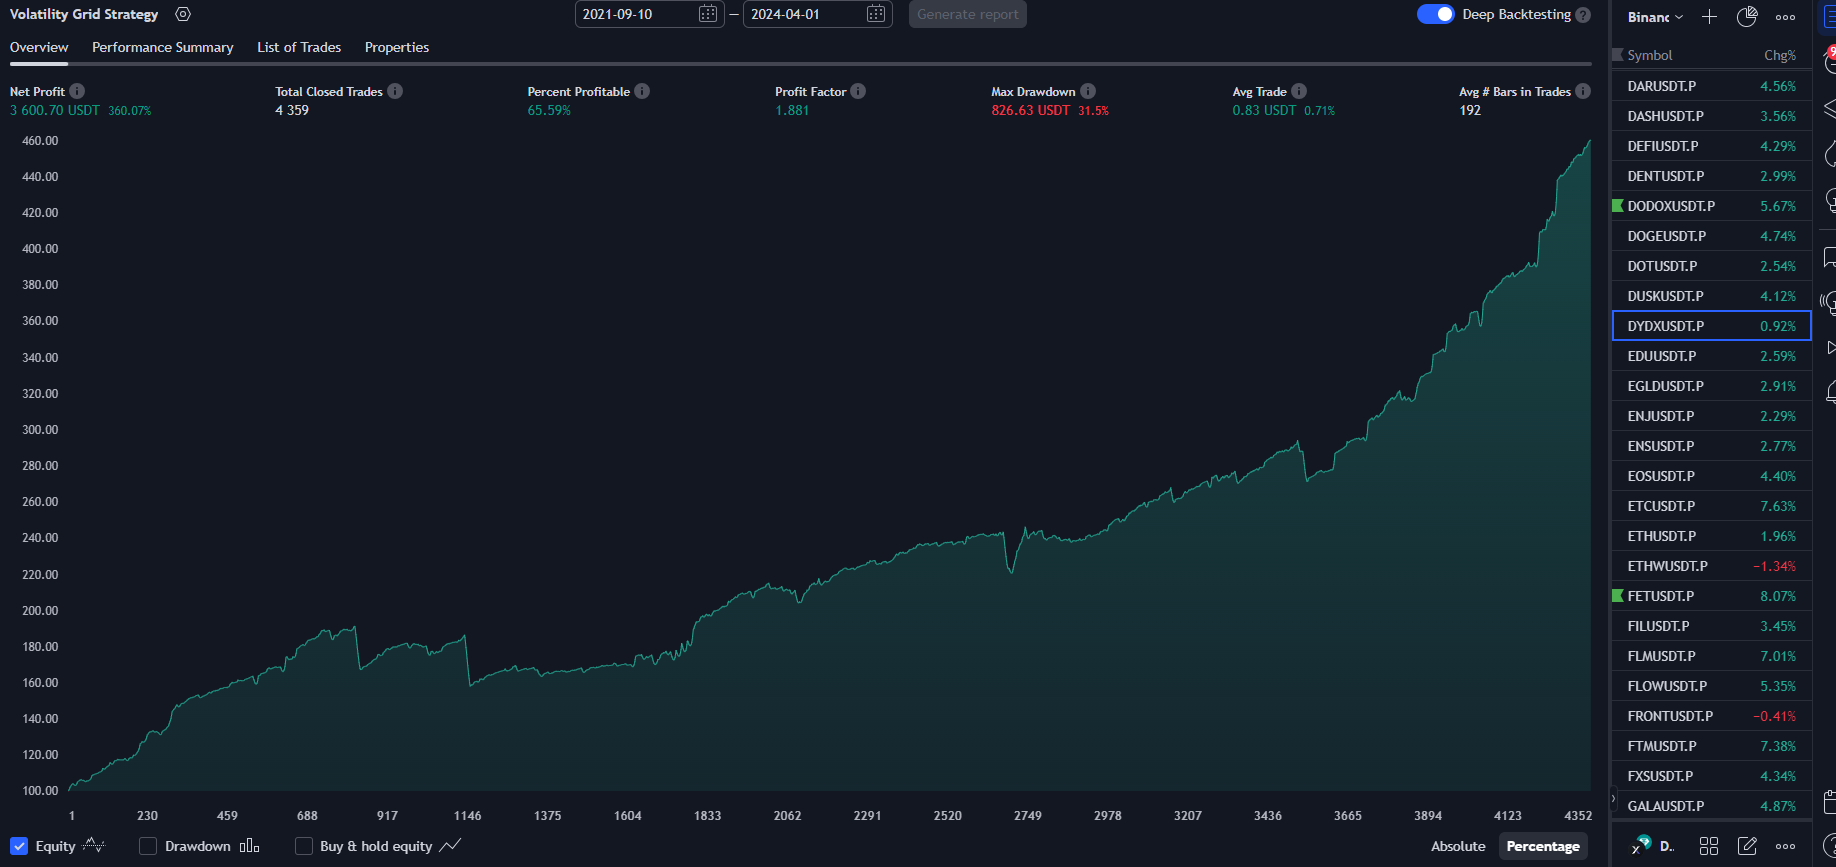 Volatility Grid Strategy
2021-09-10 — 2024-04-01 Generate report
Deep Backtesting
Overview Performance Summary List of Trades Properties
Net Profit Total Closed Trades Percent Profitable Profit Factor Max Drawdown Avg Trade Avg # Bars in Trades
3 600.70 USDT 360.07% 4 359 65.59% 1.881 826.63 USDT 31.5% 0.83 USDT 0.71% 192
460.00
440.00
420.00
400.00
380.00
360.00
340.00
320.00
300.00
280.00
260.00
240.00
220.00
200.00
180.00
160.00
140.00
120.00
100.00
1 230 459 688 917 1146 1375 1604 1833 2062 2291 2520 2749 2978 3207 3436 3665 3894 4123 4352
Equity Drawdown Buy & hold equity Absolute Percentage
Binanc
Symbol Chg%
DARUSDT.P 4.56%
DASHUSDT.P 3.56%
DEFIUSDT.P 4.29%
DENTUSDT.P 2.99%
DODOXUSDT.P 5.67%
DOGEUSDT.P 4.74%
DOTUSDT.P 2.54%
DUSKUSDT.P 4.12%
DYDXUSDT.P 0.92%
EDUUSDT.P 2.59%
EGLDUSDT.P 2.91%
ENJUSDT.P 2.29%
ENSUSDT.P 2.77%
EOSUSDT.P 4.40%
ETCUSDT.P 7.63%
ETHUSDT.P 1.96%
ETHWUSDT.P −1.34%
FETUSDT.P 8.07%
FILUSDT.P 3.45%
FLMUSDT.P 7.01%
FLOWUSDT.P 5.35%
FRONTUSDT.P −0.41%
FTMUSDT.P 7.38%
FXSUSDT.P 4.34%
GALAUSDT.P 4.87%
D..